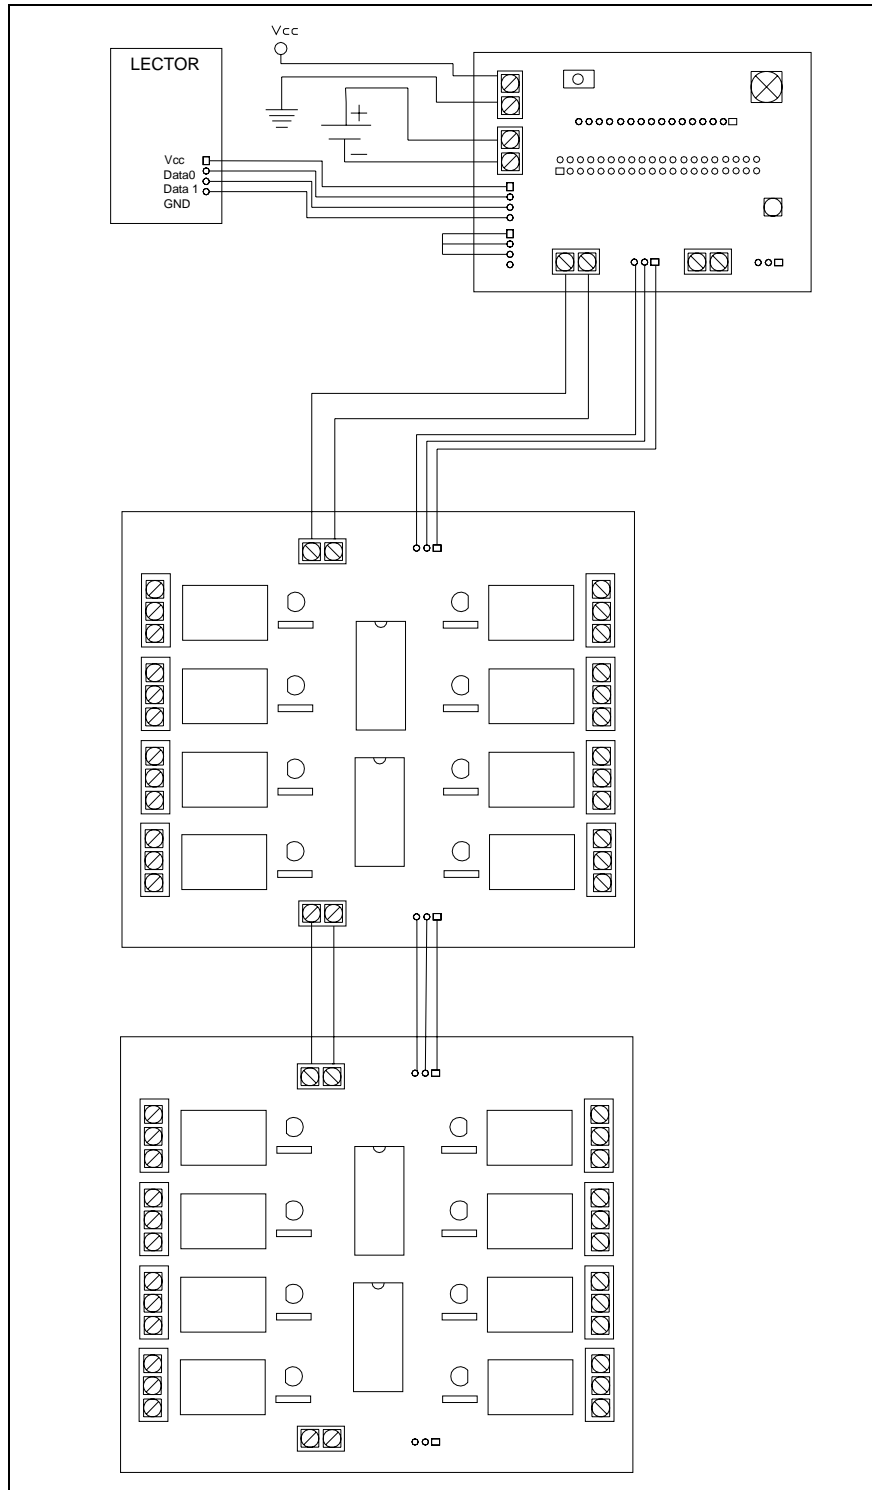 Vcc
LECTOR
+
−
Vcc
Data0
Data 1
GND